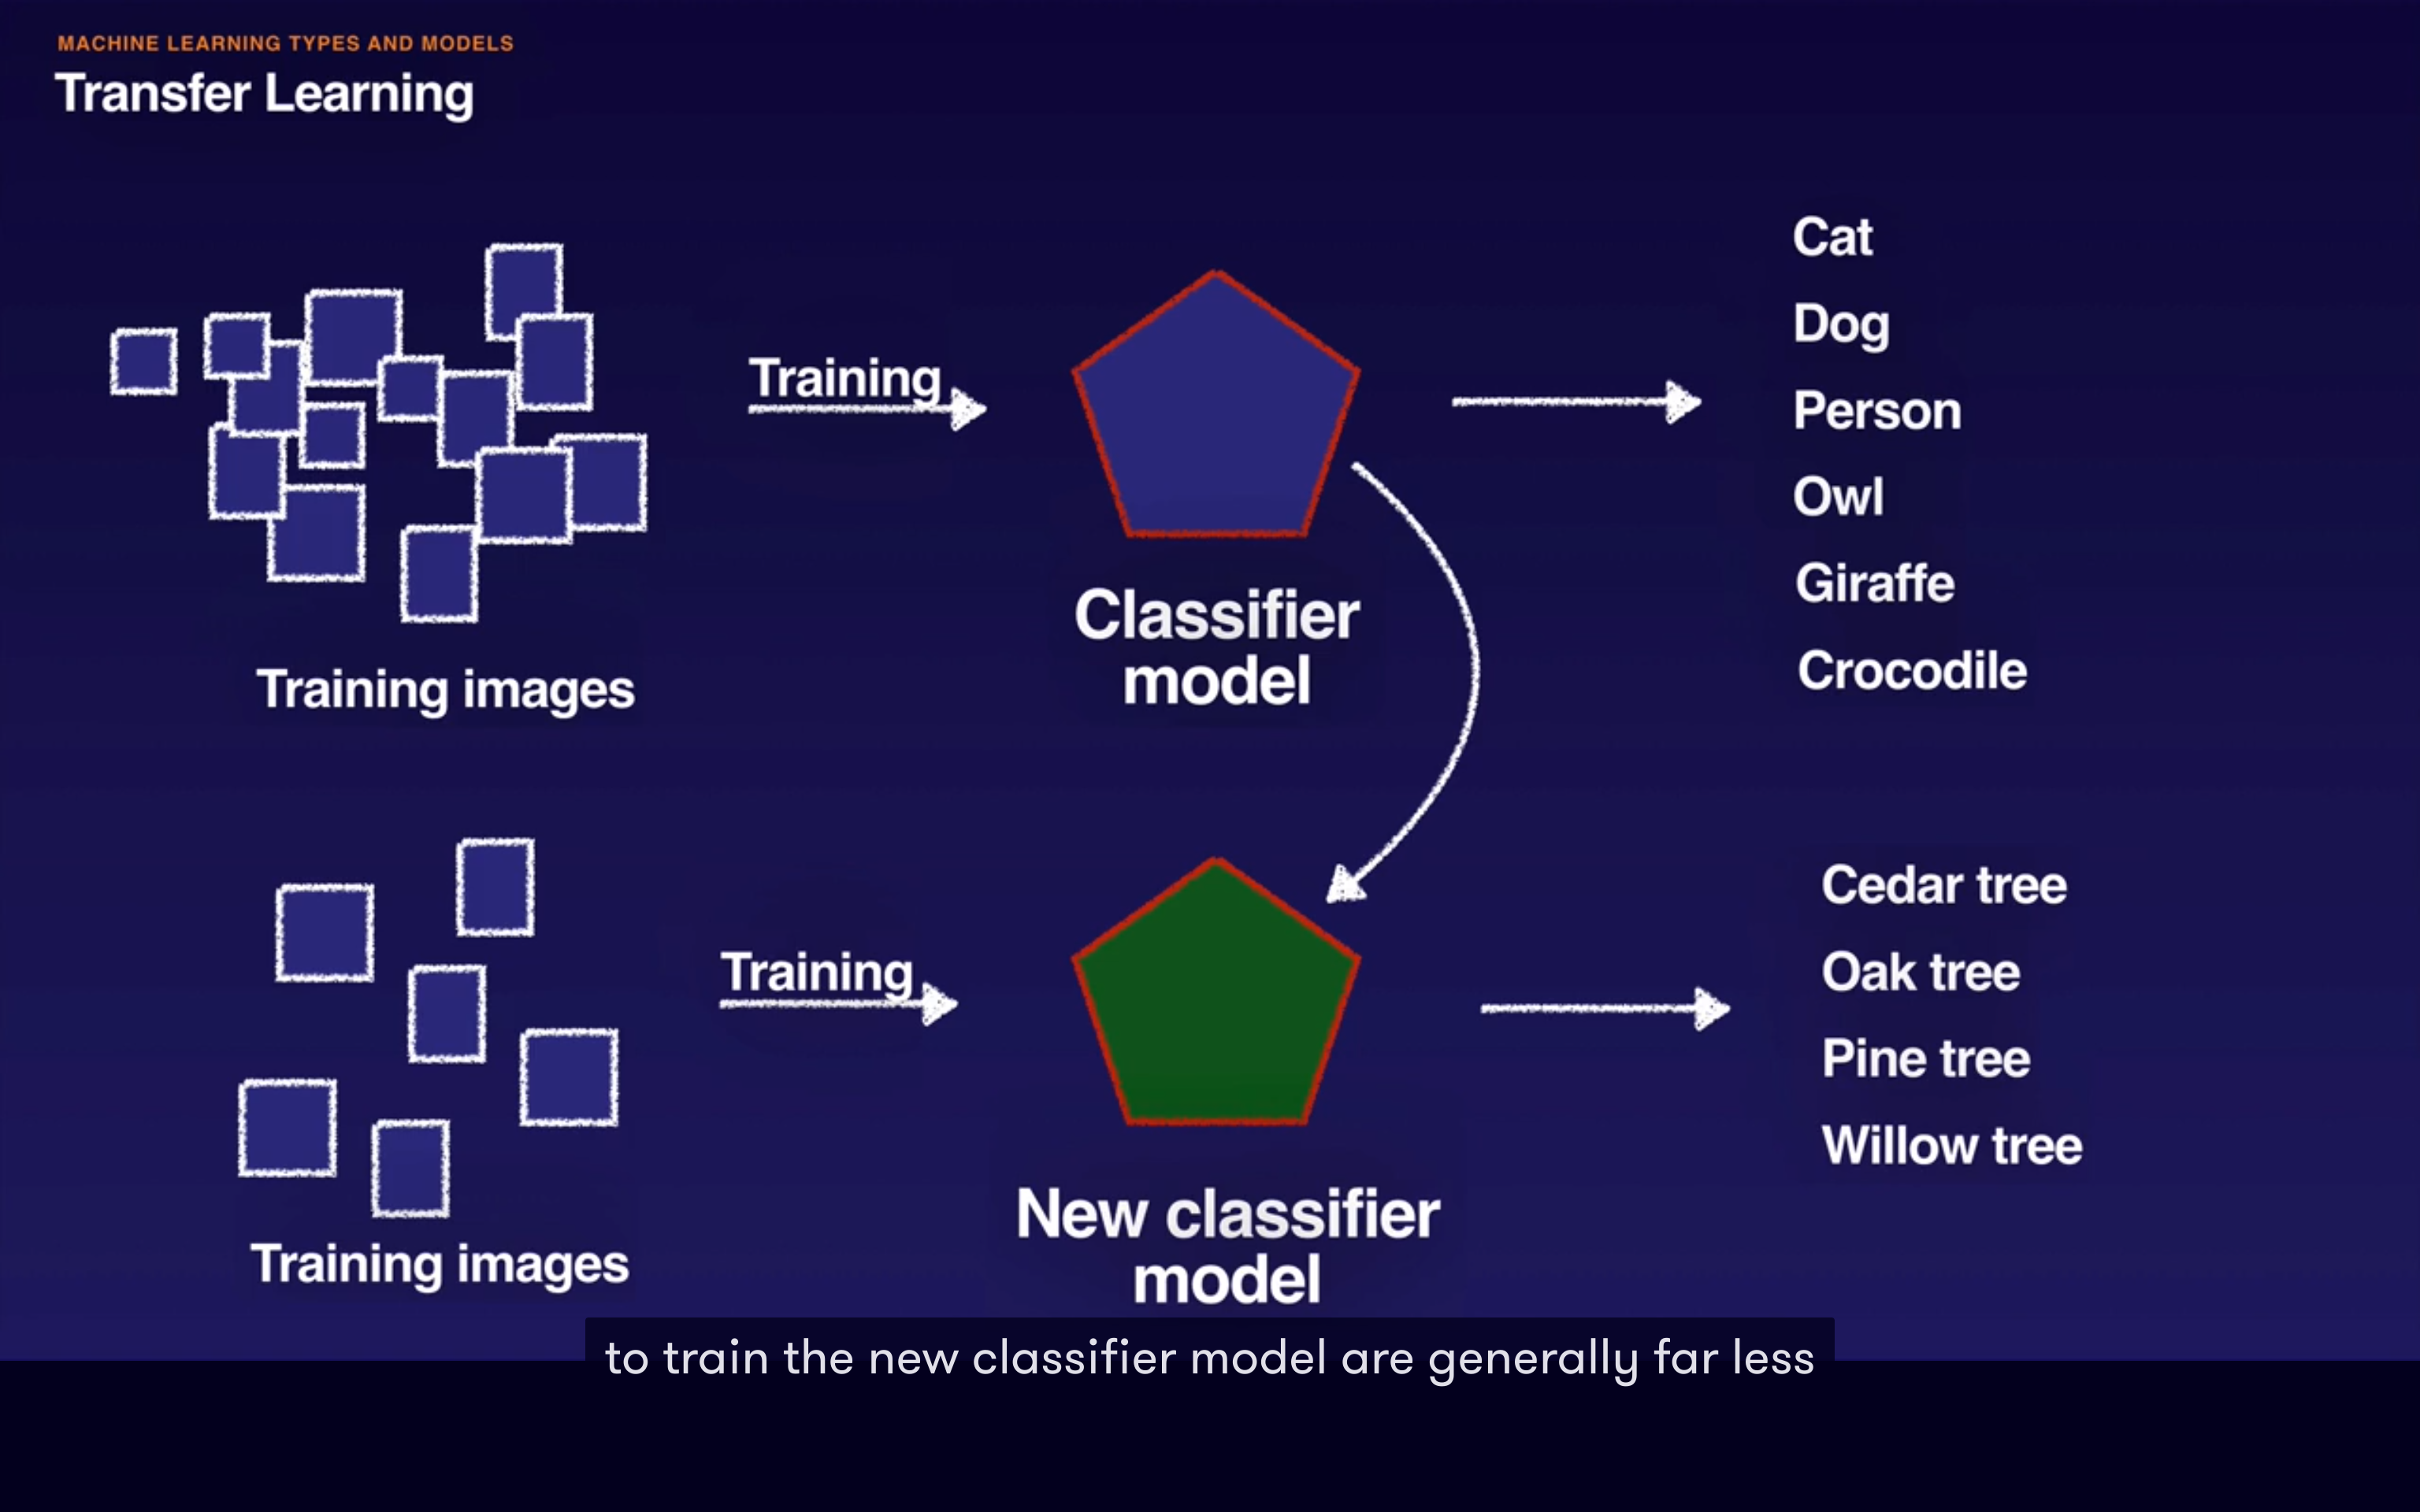 MACHINE LEARNING TYPES AND MODELS
Transfer Learning
Training images
Training
Classifier
model
Cat
Dog
Person
Owl
Giraffe
Crocodile
Training images
Training
New classifier
model
Cedar tree
Oak tree
Pine tree
Willow tree
to train the new classifier model are generally far less